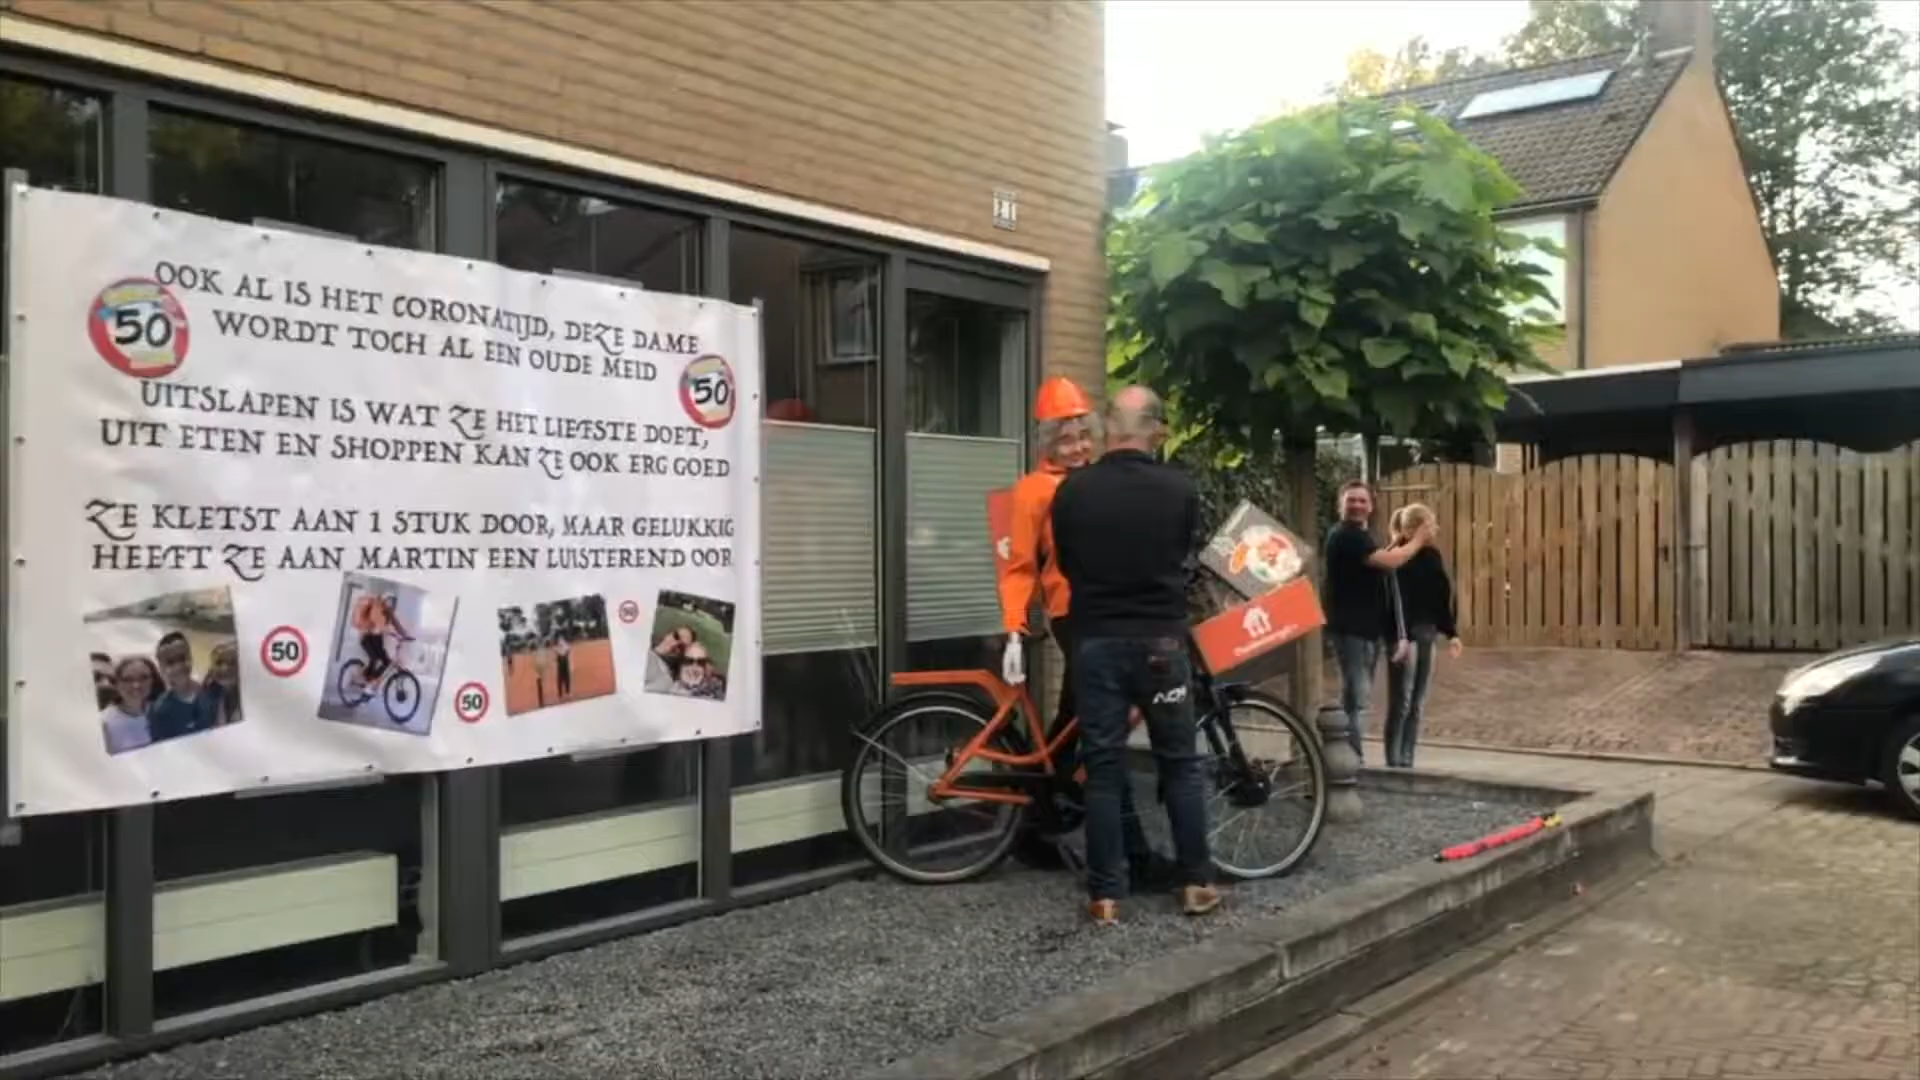 OOK AL IS HET CORONATIJD, DEZE DAME
WORDT TOCH AL EEN OUDE MEID
50
50
UITSLAPEN IS WAT ZE HET LIEFSTE DOET,
UIT ETEN EN SHOPPEN KAN ZE OOK ERG GOED
ZE KLETST AAN 1 STUK DOOR, MAAR GELUKKIG
HEEFT ZE AAN MARTIN EEN LUISTEREND OOR
50
50
50
21